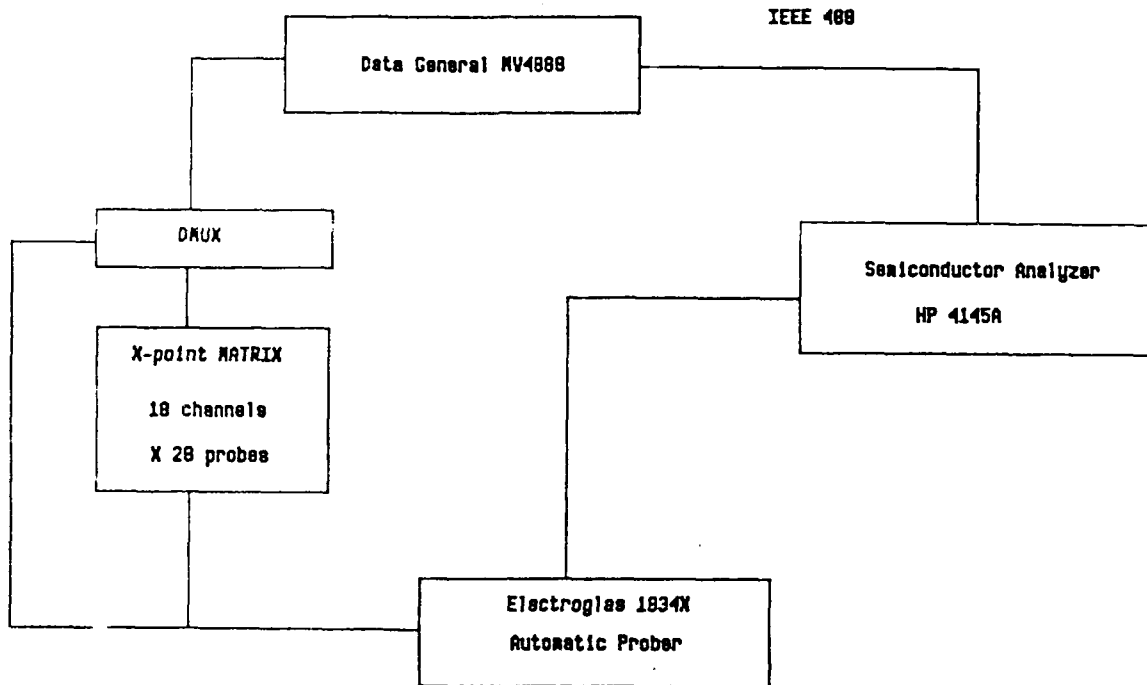 IEEE 488
Data General MV4000
DMUX
Semiconductor Analyzer
HP 4145A
X-point MATRIX
10 channels
X 20 probes
Electroglas 1034X
Automatic Prober